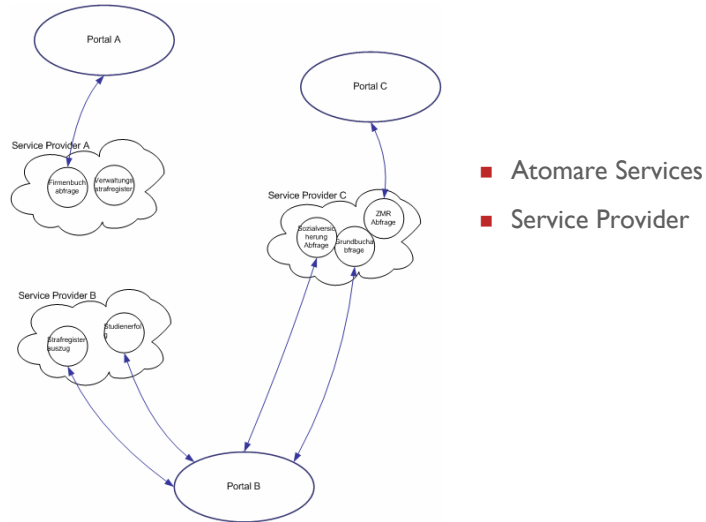 Portal A
Portal C
Service Provider A
Firmenbuch
abfrage
Verwaltungs
strafregister
Service Provider C
ZMR
Abfrage
Sozialversic
herung
Abfrage
Grundbucha
bfrage
Atomare Services
Service Provider
Service Provider B
Strafregister
auszug
Studienerfol
g
Portal B